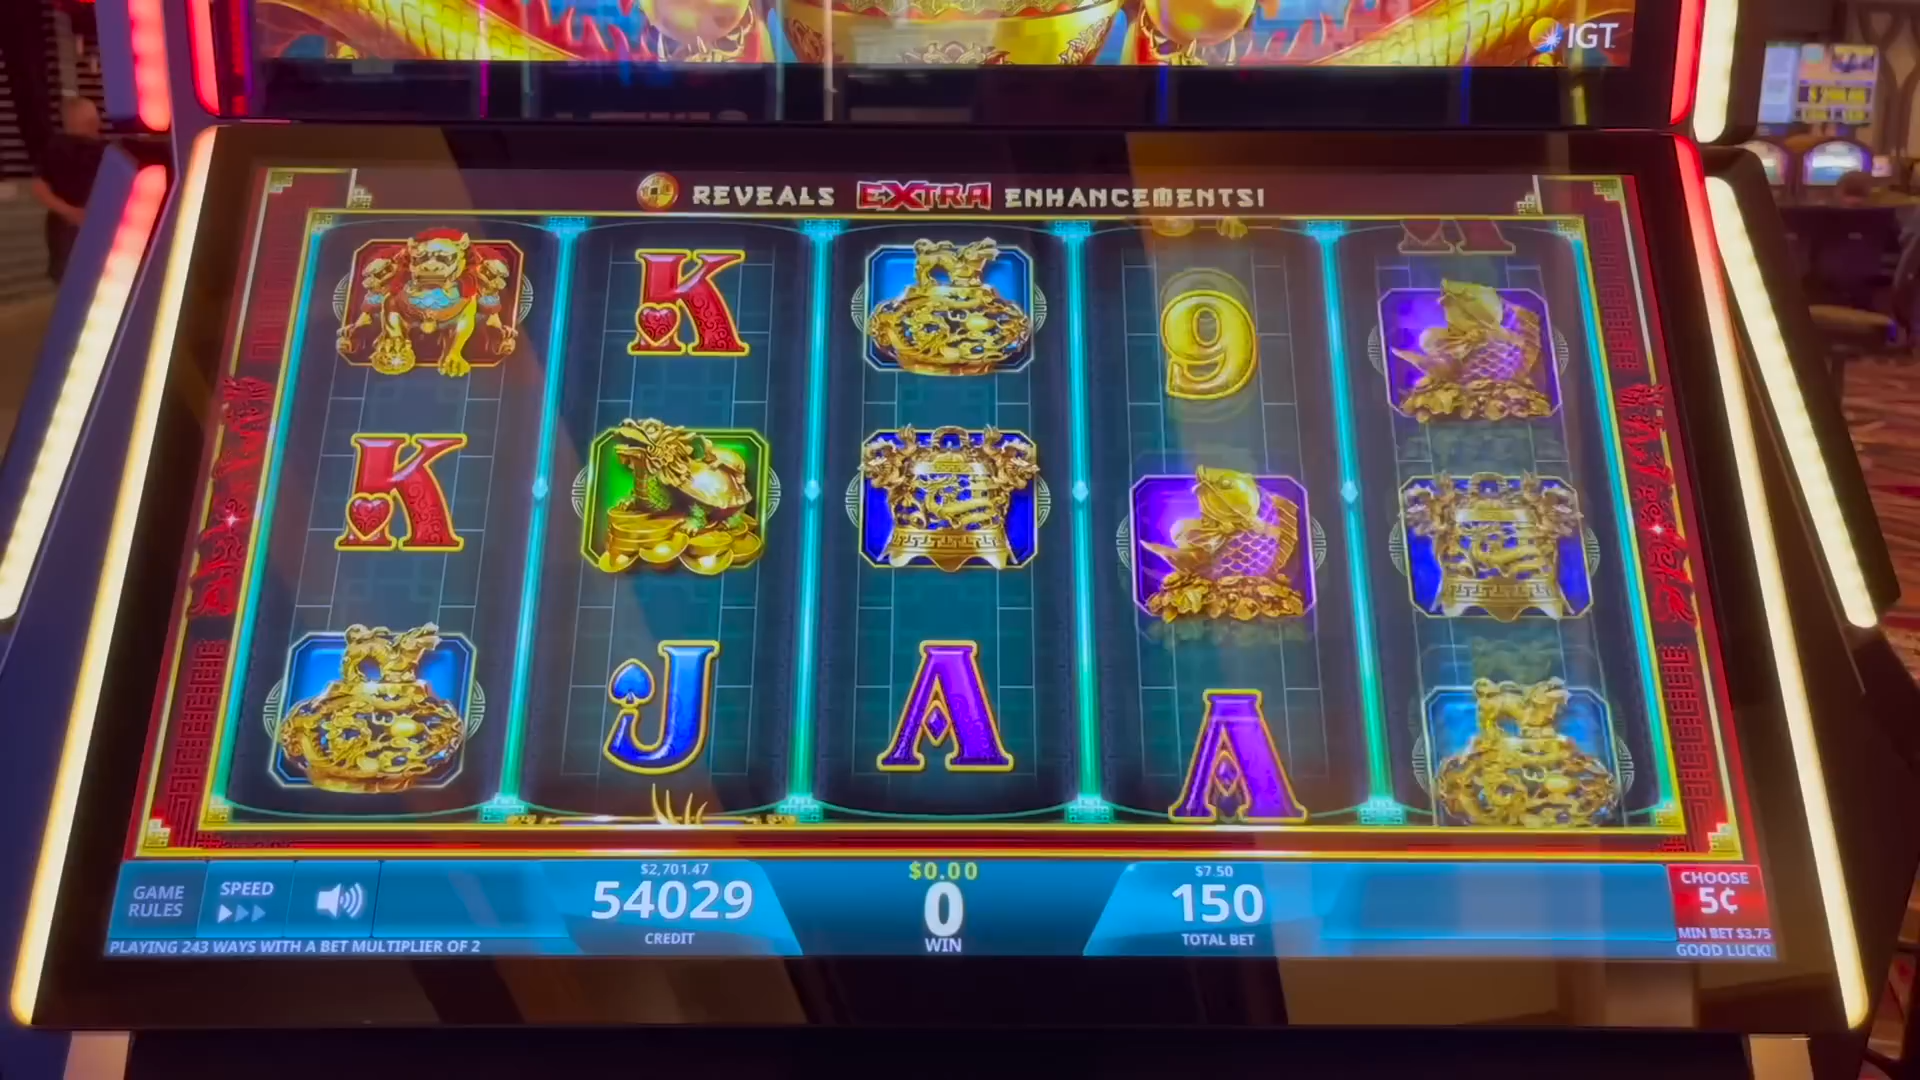 IGT
REVEALS EXTRA ENHANCEMENTS!
K
9
K
J
A
A
GAME RULES
SPEED
$2,701.47
54029
CREDIT
$0.00
0
WIN
$7.50
150
TOTAL BET
CHOOSE
5¢
MIN BET $3.75
PLAYING 243 WAYS WITH A BET MULTIPLIER OF 2
GOOD LUCK!